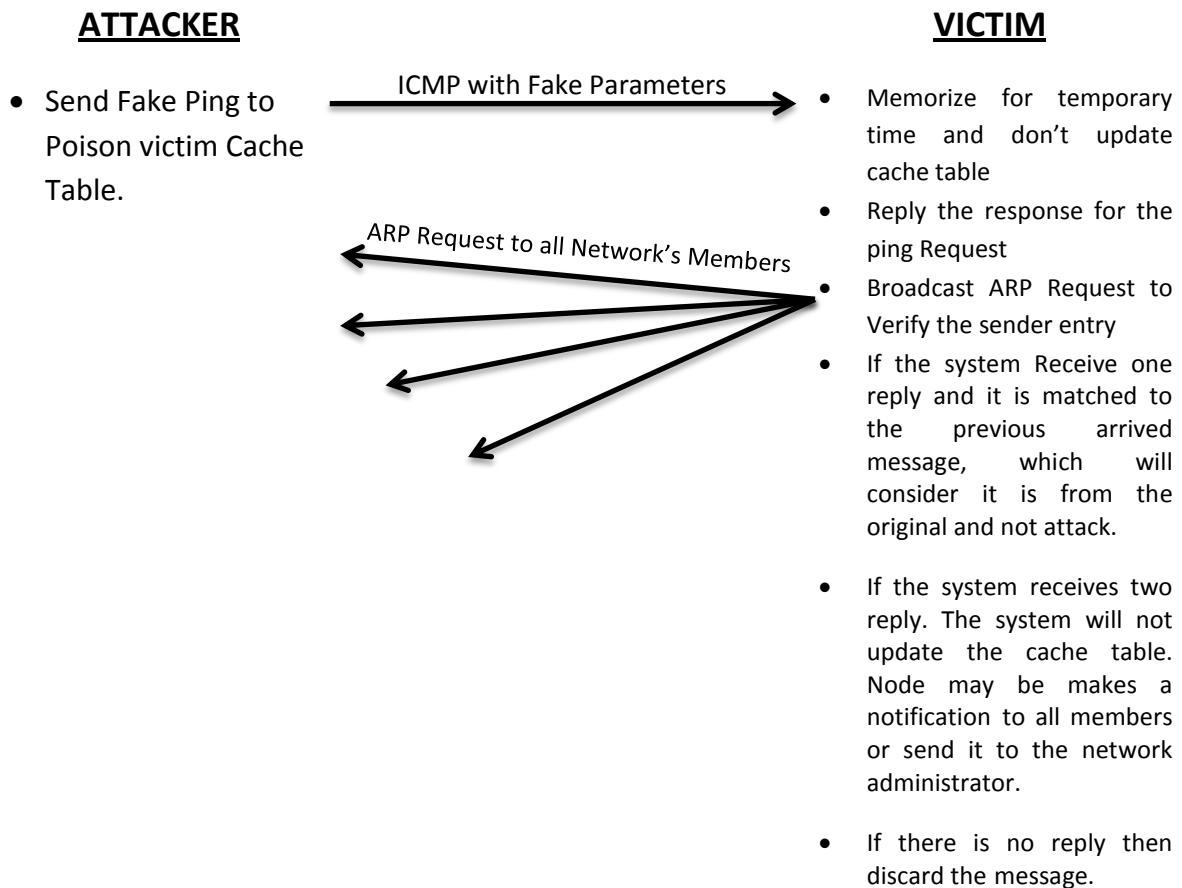 ATTACKER
• Send Fake Ping to
Poison victim Cache
Table.
ICMP with Fake Parameters
ARP Request to all Network's Members
VICTIM
• Memorize for temporary
time and don't update
cache table
• Reply the response for the
ping Request
• Broadcast ARP Request to
Verify the sender entry
• If the system Receive one
reply and it is matched to
the previous arrived
message, which will
consider it is from the
original and not attack.
• If the system receives two
reply. The system will not
update the cache table.
Node may be makes a
notification to all members
or send it to the network
administrator.
• If there is no reply then
discard the message.